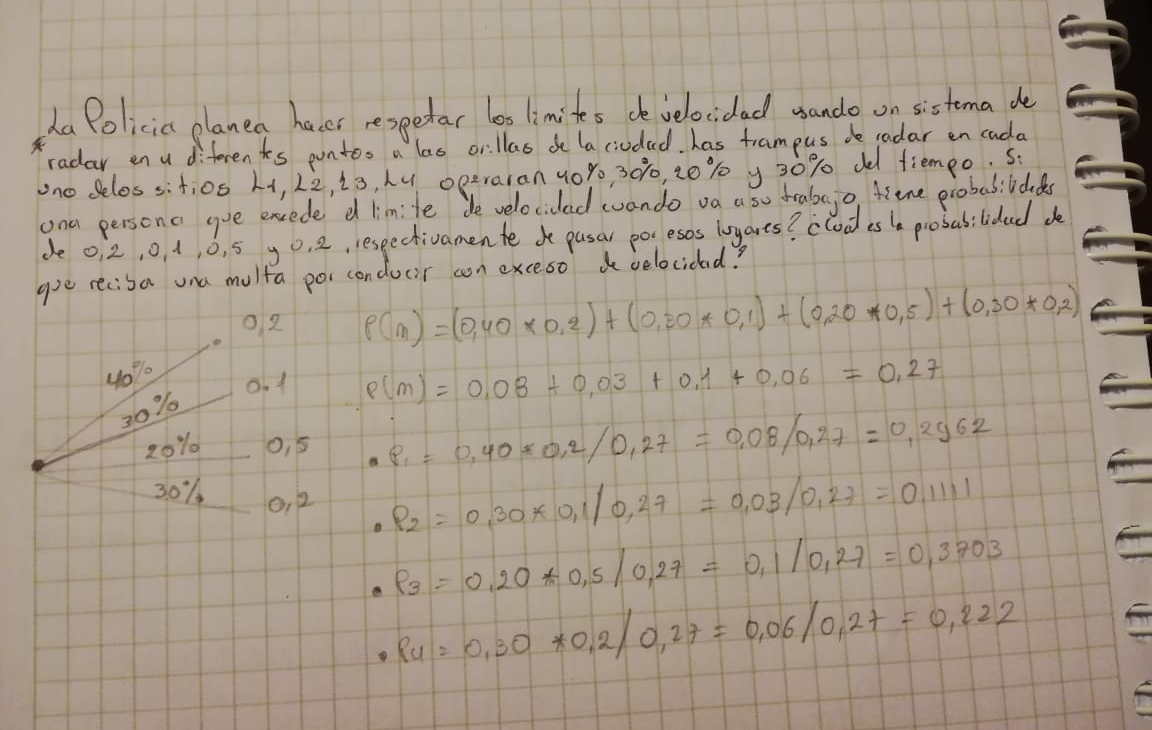 La Policia planea hacer respetar los limites de velocidad usando un sistema de
* radar en 4 diferentes puntos a las orillas de la ciudad. Las trampas de radar en cada
uno delos sitios L1, L2, L3, L4, operaran 40%, 30%, 20% y 30% del tiempo. Si
una persona que excede el limite de velocidad cuando va a su trabajo, tiene probabilidades
de 0,2, 0,1, 0,5 y 0,2, respectivamente de pasar por esos lugares? ¿Cual es la probabilidad de
que reciba una multa por conducir con exceso de velocidad?
40% 0,2
30% 0.1
20% 0,5
30% 0,2
P(m) = (0,40 * 0,2) + (0,30 * 0,1) + (0,20 * 0,5) + (0,30 * 0,2)
P(m) = 0,08 + 0,03 + 0,1 + 0,06 = 0,27
• P1 = 0,40 * 0,2 / 0,27 = 0,08/0,27 = 0,2962
• P2 = 0,30 * 0,1 / 0,27 = 0,03/0,27 = 0,1111
• P3 = 0,20 * 0,5 / 0,27 = 0,1 / 0,27 = 0,3703
• P4 = 0,30 * 0,2 / 0,27 = 0,06/0,27 = 0,222